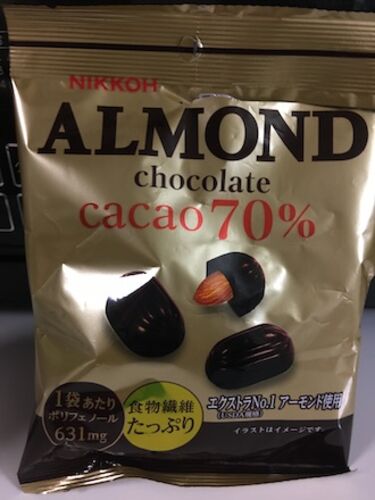 NIKKOH
ALMOND
chocolate
cacao 70%
1袋あたり
ポリフェノール
631mg
食物繊維
たっぷり
エクストラNo.1 アーモンド使用
(USDA規格)
イラストはイメージです。